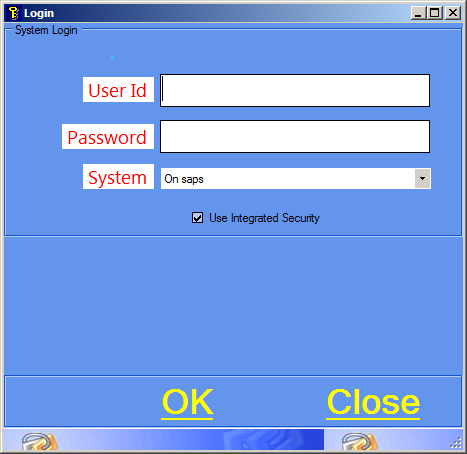 Login
System Login
User Id
Password
System
On saps
Use Integrated Security
OK Close